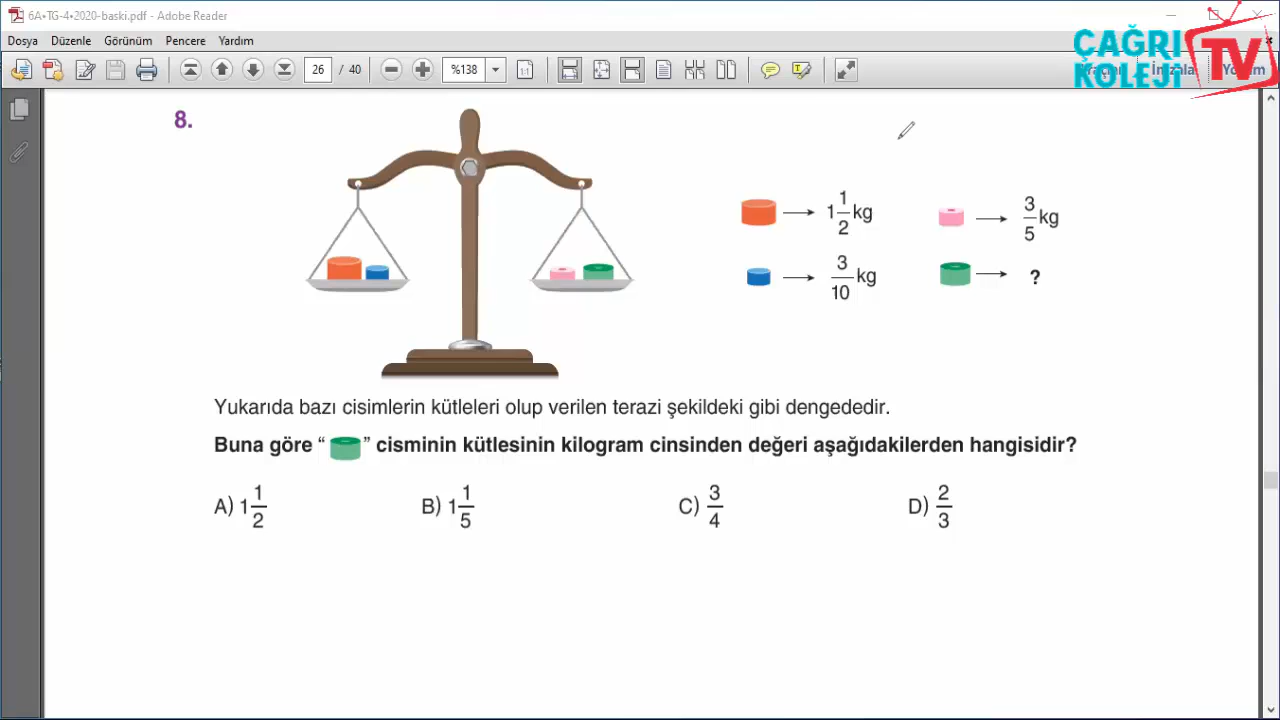 6A•TG-4•2020-baski.pdf - Adobe Reader
Dosya Düzenle Görünüm Pencere Yardım
26 / 40 %138
ÇAĞRI
KOLEJİ TV
İmzala Yorum
8.
1 1/2 kg
3/5 kg
3/10 kg
?
Yukarıda bazı cisimlerin kütleleri olup verilen terazi şekildeki gibi dengededir.
Buna göre “ ” cisminin kütlesinin kilogram cinsinden değeri aşağıdakilerden hangisidir?
A) 1 1/2 B) 1 1/5 C) 3/4 D) 2/3